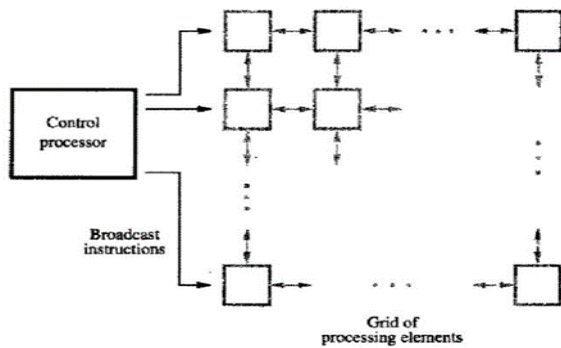 Control
processor
Broadcast
instructions
Grid of
processing elements